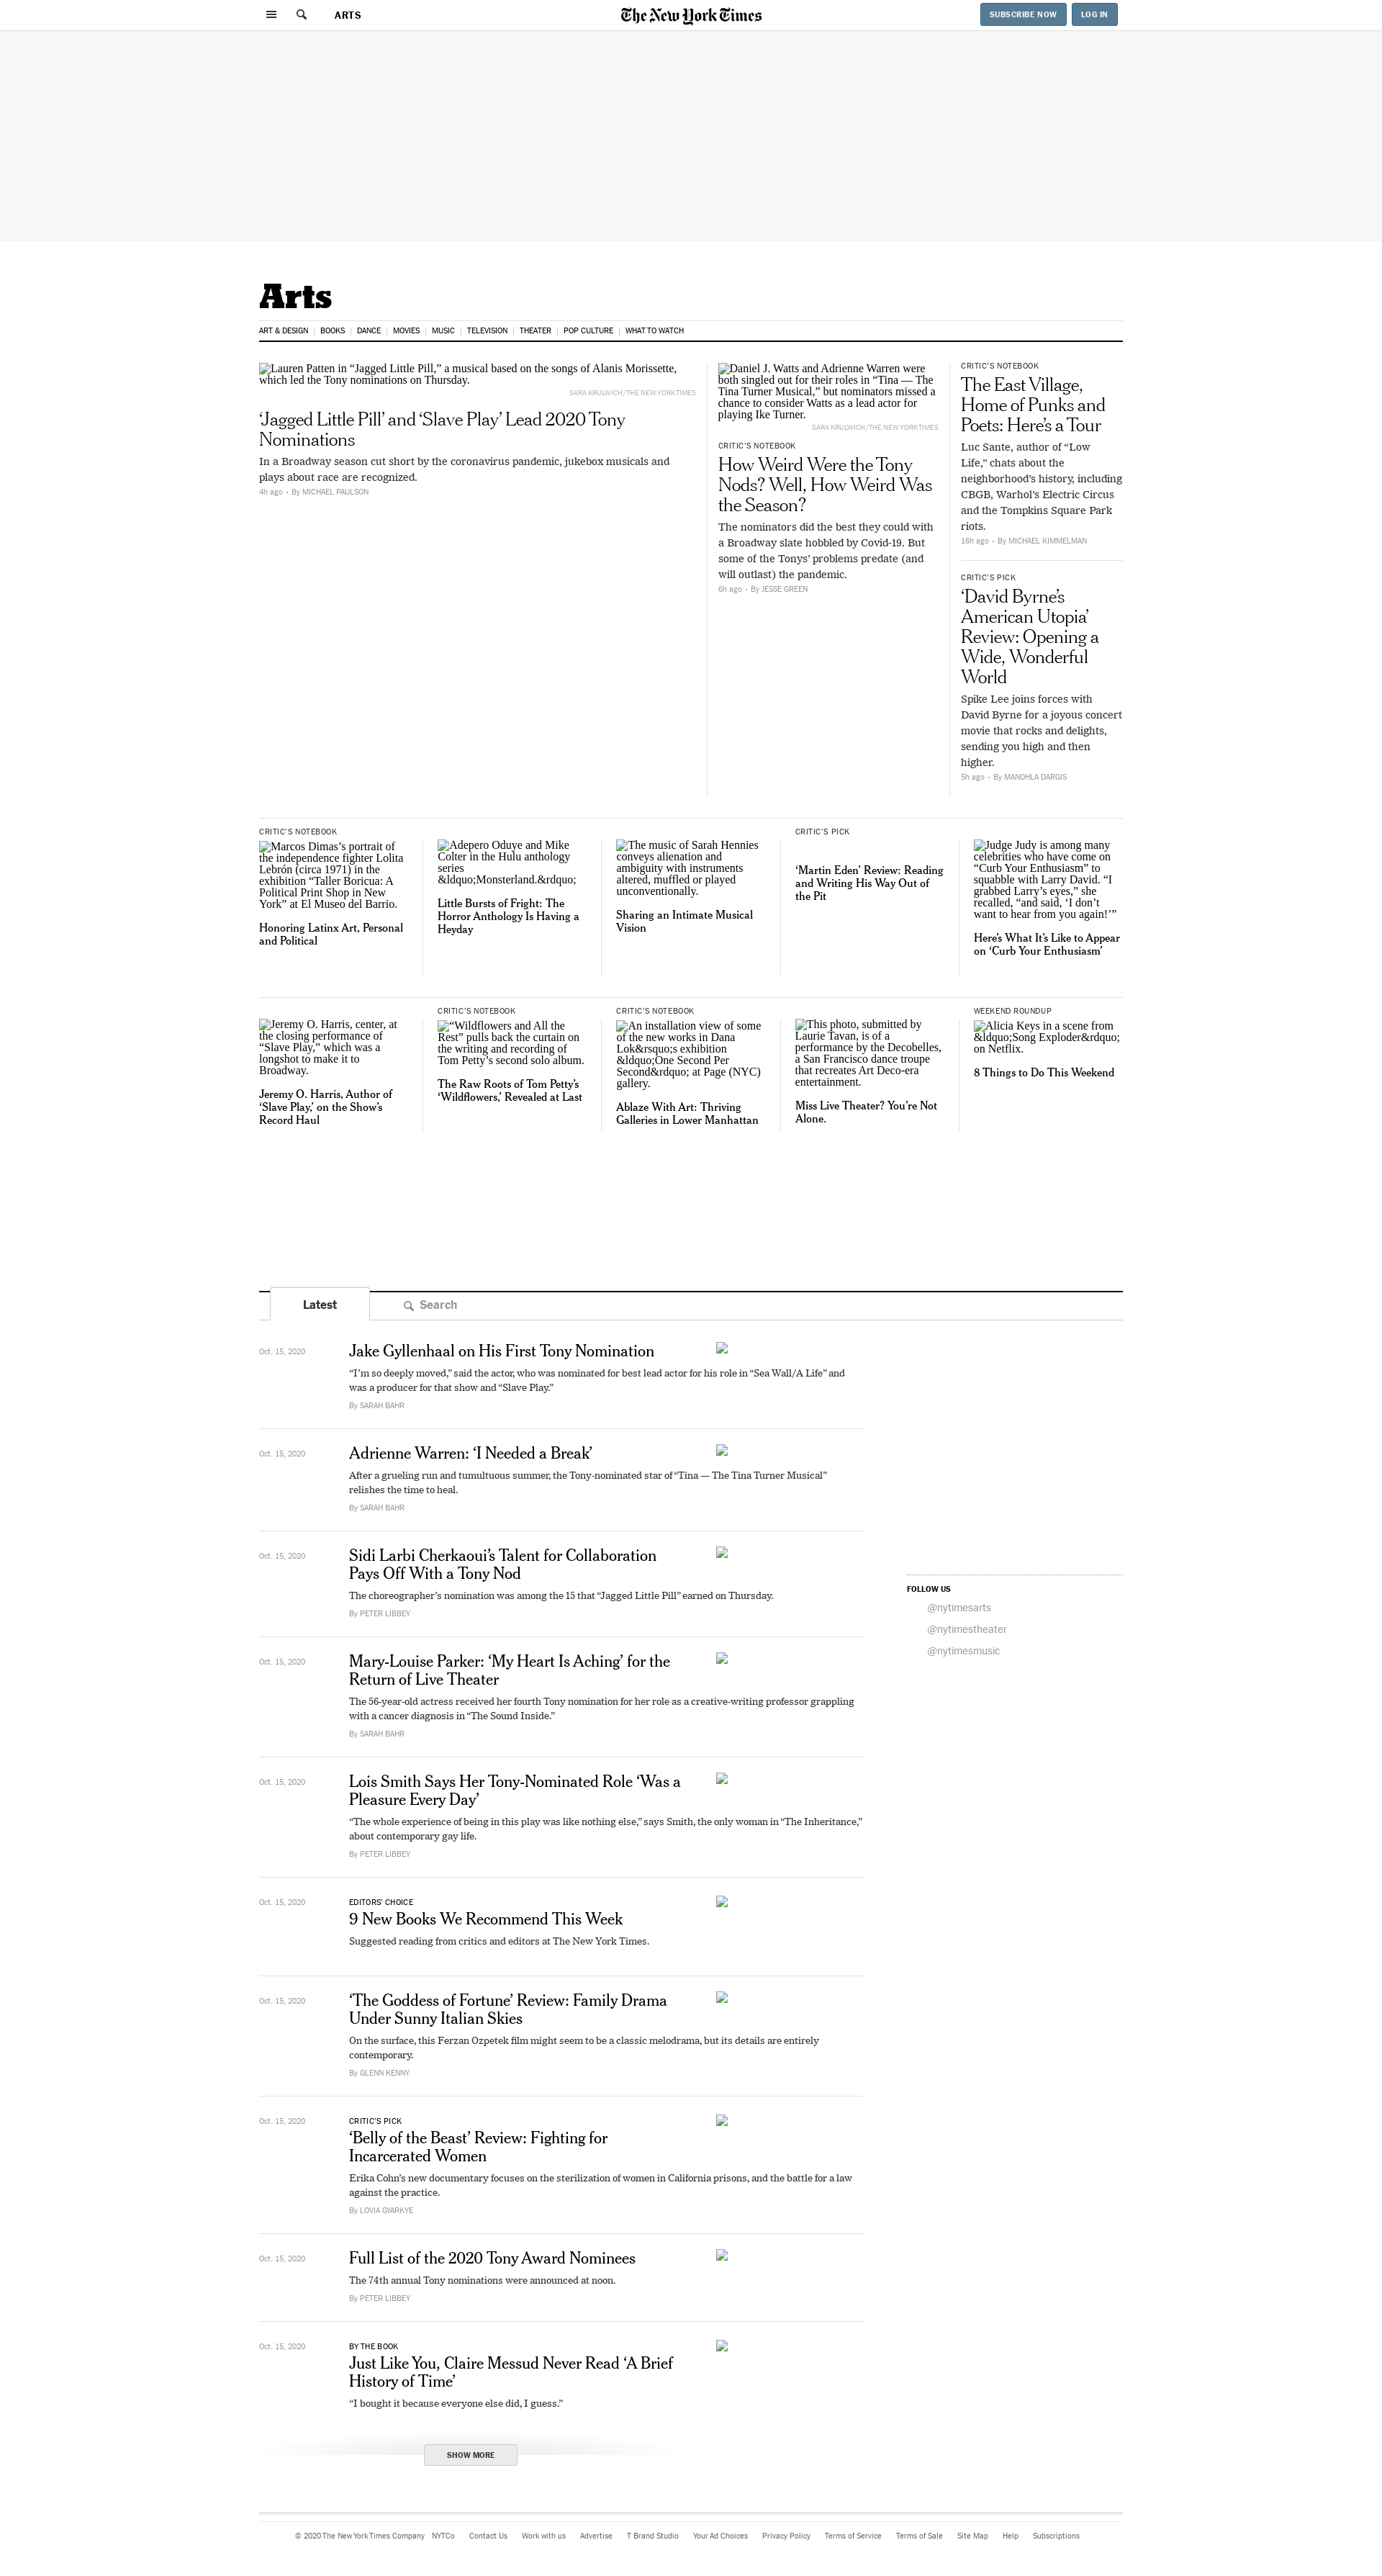 ARTS
The New York Times
SUBSCRIBE NOW
LOG IN
Arts
ART & DESIGN
BOOKS
DANCE
MOVIES
MUSIC
TELEVISION
THEATER
POP CULTURE
WHAT TO WATCH
Lauren Patten in “Jagged Little Pill,” a musical based on the songs of Alanis Morissette,
which led the Tony nominations on Thursday.
SARA KRULWICH/THE NEW YORK TIMES
‘Jagged Little Pill’ and ‘Slave Play’ Lead 2020 Tony
Nominations
In a Broadway season cut short by the coronavirus pandemic, jukebox musicals and
plays about race are recognized.
4h ago • By MICHAEL PAULSON
Daniel J. Watts and Adrienne Warren were
both singled out for their roles in “Tina — The
Tina Turner Musical,” but nominators missed a
chance to consider Watts as a lead actor for
playing Ike Turner.
SARA KRULWICH/THE NEW YORK TIMES
CRITIC’S NOTEBOOK
How Weird Were the Tony
Nods? Well, How Weird Was
the Season?
The nominators did the best they could with
a Broadway slate hobbled by Covid-19. But
some of the Tonys’ problems predate (and
will outlast) the pandemic.
6h ago • By JESSE GREEN
CRITIC’S NOTEBOOK
The East Village,
Home of Punks and
Poets: Here’s a Tour
Luc Sante, author of “Low
Life,” chats about the
neighborhood’s history, including
CBGB, Warhol’s Electric Circus
and the Tompkins Square Park
riots.
16h ago • By MICHAEL KIMMELMAN
CRITIC’S PICK
‘David Byrne’s
American Utopia’
Review: Opening a
Wide, Wonderful
World
Spike Lee joins forces with
David Byrne for a joyous concert
movie that rocks and delights,
sending you high and then
higher.
5h ago • By MANOHLA DARGIS
CRITIC’S NOTEBOOK
Marcos Dimas’s portrait of
the independence fighter Lolita
Lebrón (circa 1971) in the
exhibition “Taller Boricua: A
Political Print Shop in New
York” at El Museo del Barrio.
Honoring Latinx Art, Personal
and Political
Adepero Oduye and Mike
Colter in the Hulu anthology
series
&ldquo;Monsterland.&rdquo;
Little Bursts of Fright: The
Horror Anthology Is Having a
Heyday
The music of Sarah Hennies
conveys alienation and
ambiguity with instruments
altered, muffled or played
unconventionally.
Sharing an Intimate Musical
Vision
CRITIC’S PICK
‘Martin Eden’ Review: Reading
and Writing His Way Out of
the Pit
Judge Judy is among many
celebrities who have come on
“Curb Your Enthusiasm” to
squabble with Larry David. “I
grabbed Larry’s eyes,” she
recalled, “and said, ‘I don’t
want to hear from you again!’”
Here’s What It’s Like to Appear
on ‘Curb Your Enthusiasm’
Jeremy O. Harris, center, at
the closing performance of
“Slave Play,” which was a
longshot to make it to
Broadway.
Jeremy O. Harris, Author of
‘Slave Play,’ on the Show’s
Record Haul
CRITIC’S NOTEBOOK
“Wildflowers and All the
Rest” pulls back the curtain on
the writing and recording of
Tom Petty’s second solo album.
The Raw Roots of Tom Petty’s
‘Wildflowers,’ Revealed at Last
CRITIC’S NOTEBOOK
An installation view of some
of the new works in Dana
Lok&rsquo;s exhibition
&ldquo;One Second Per
Second&rdquo; at Page (NYC)
gallery.
Ablaze With Art: Thriving
Galleries in Lower Manhattan
This photo, submitted by
Laurie Tavan, is of a
performance by the Decobelles,
a San Francisco dance troupe
that recreates Art Deco-era
entertainment.
Miss Live Theater? You’re Not
Alone.
WEEKEND ROUNDUP
Alicia Keys in a scene from
&ldquo;Song Exploder&rdquo;
on Netflix.
8 Things to Do This Weekend
Latest
Search
Oct. 15, 2020
Jake Gyllenhaal on His First Tony Nomination
“I’m so deeply moved,” said the actor, who was nominated for best lead actor for his role in “Sea Wall/A Life” and
was a producer for that show and “Slave Play.”
By SARAH BAHR
Oct. 15, 2020
Adrienne Warren: ‘I Needed a Break’
After a grueling run and tumultuous summer, the Tony-nominated star of “Tina — The Tina Turner Musical”
relishes the time to heal.
By SARAH BAHR
Oct. 15, 2020
Sidi Larbi Cherkaoui’s Talent for Collaboration
Pays Off With a Tony Nod
The choreographer’s nomination was among the 15 that “Jagged Little Pill” earned on Thursday.
By PETER LIBBEY
FOLLOW US
@nytimesarts
@nytimestheater
@nytimesmusic
Oct. 15, 2020
Mary-Louise Parker: ‘My Heart Is Aching’ for the
Return of Live Theater
The 56-year-old actress received her fourth Tony nomination for her role as a creative-writing professor grappling
with a cancer diagnosis in “The Sound Inside.”
By SARAH BAHR
Oct. 15, 2020
Lois Smith Says Her Tony-Nominated Role ‘Was a
Pleasure Every Day’
“The whole experience of being in this play was like nothing else,” says Smith, the only woman in “The Inheritance,”
about contemporary gay life.
By PETER LIBBEY
Oct. 15, 2020
EDITORS’ CHOICE
9 New Books We Recommend This Week
Suggested reading from critics and editors at The New York Times.
Oct. 15, 2020
‘The Goddess of Fortune’ Review: Family Drama
Under Sunny Italian Skies
On the surface, this Ferzan Ozpetek film might seem to be a classic melodrama, but its details are entirely
contemporary.
By GLENN KENNY
Oct. 15, 2020
CRITIC’S PICK
‘Belly of the Beast’ Review: Fighting for
Incarcerated Women
Erika Cohn’s new documentary focuses on the sterilization of women in California prisons, and the battle for a law
against the practice.
By LOVIA GYARKYE
Oct. 15, 2020
Full List of the 2020 Tony Award Nominees
The 74th annual Tony nominations were announced at noon.
By PETER LIBBEY
Oct. 15, 2020
BY THE BOOK
Just Like You, Claire Messud Never Read ‘A Brief
History of Time’
“I bought it because everyone else did, I guess.”
SHOW MORE
© 2020 The New York Times Company
NYTCo
Contact Us
Work with us
Advertise
T Brand Studio
Your Ad Choices
Privacy Policy
Terms of Service
Terms of Sale
Site Map
Help
Subscriptions